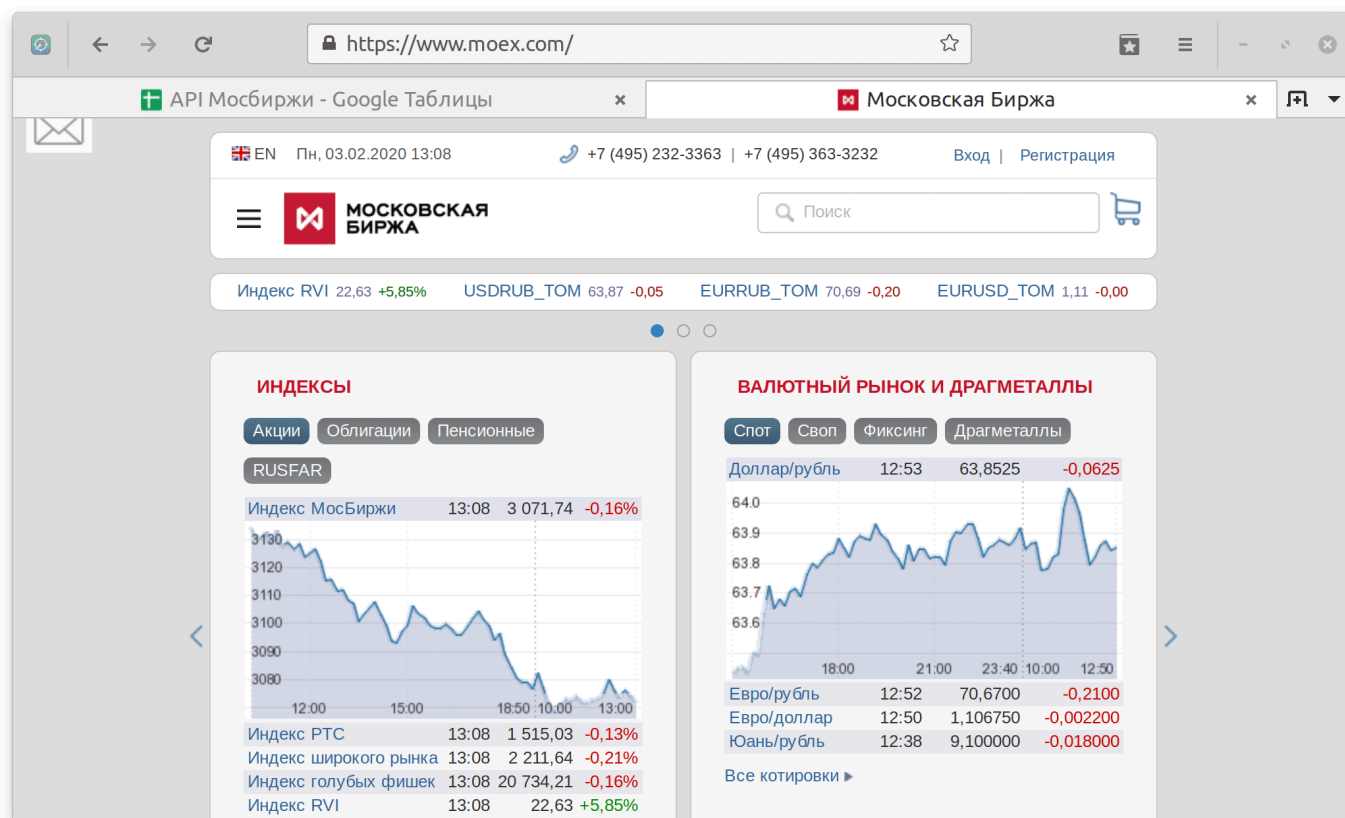 https://www.moex.com/
API Мосбиржи - Google Таблицы
Московская Биржа
EN Пн, 03.02.2020 13:08 +7 (495) 232-3363 | +7 (495) 363-3232 Вход | Регистрация
МОСКОВСКАЯ
БИРЖА
Поиск
Индекс RVI 22,63 +5,85% USDRUB_TOM 63,87 -0,05 EURRUB_TOM 70,69 -0,20 EURUSD_TOM 1,11 -0,00
ИНДЕКСЫ
Акции Облигации Пенсионные
RUSFAR
Индекс МосБиржи 13:08 3 071,74 -0,16%
3130
3120
3110
3100
3090
3080
12:00 15:00 18:50 10:00 13:00
Индекс РТС 13:08 1 515,03 -0,13%
Индекс широкого рынка 13:08 2 211,64 -0,21%
Индекс голубых фишек 13:08 20 734,21 -0,16%
Индекс RVI 13:08 22,63 +5,85%
ВАЛЮТНЫЙ РЫНОК И ДРАГМЕТАЛЛЫ
Спот Своп Фиксинг Драгметаллы
Доллар/рубль 12:53 63,8525 -0,0625
64.0
63.9
63.8
63.7
63.6
18:00 21:00 23:40 10:00 12:50
Евро/рубль 12:52 70,6700 -0,2100
Евро/доллар 12:50 1,106750 -0,002200
Юань/рубль 12:38 9,100000 -0,018000
Все котировки